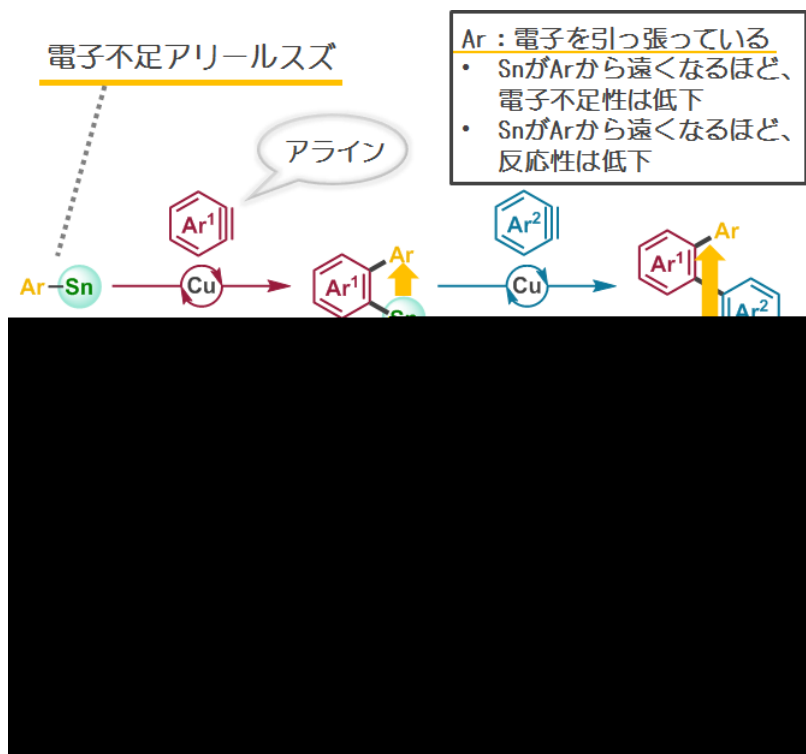 電子不足アリールスズ
Ar：電子を引っ張っている
• SnがArから遠くなるほど、
電子不足性は低下
• SnがArから遠くなるほど、
反応性は低下
アライン
Ar¹
Ar²
Ar
Sn
Cu
Ar
Ar¹
Sn
Cu
Ar
Ar¹
Ar²